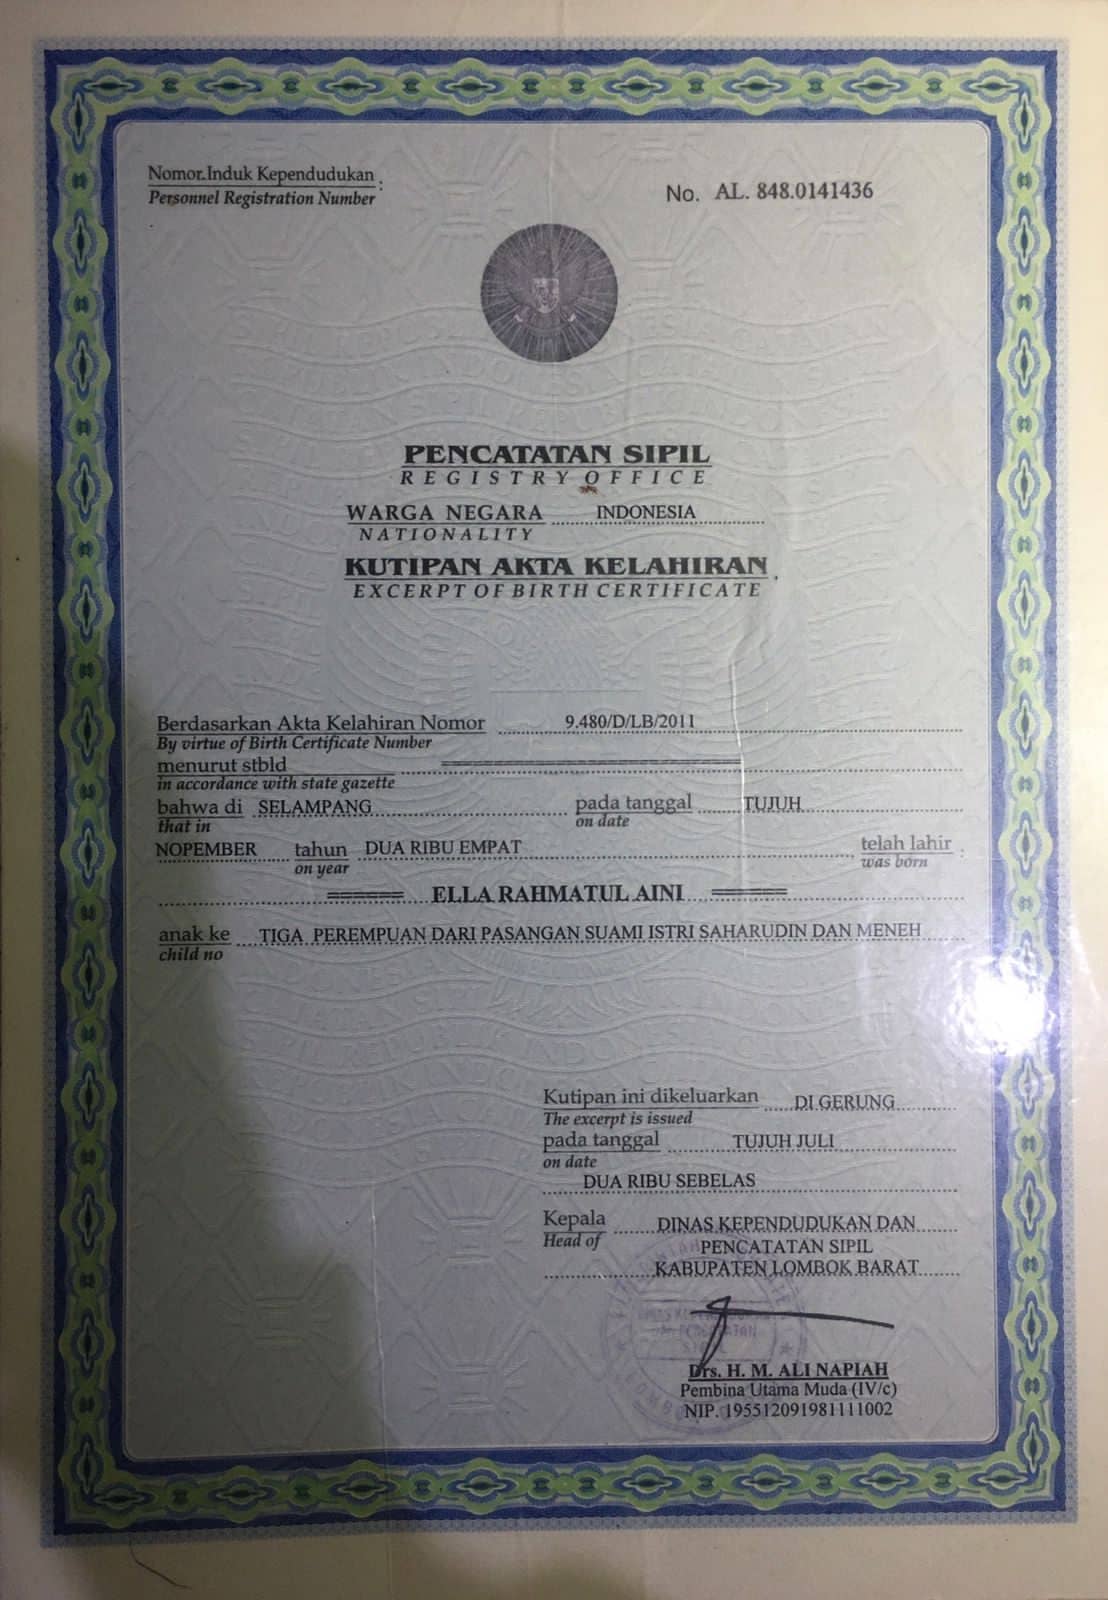 Nomor Induk Kependudukan :
Personnel Registration Number
No. AL. 848.0141436
PENCATATAN SIPIL
REGISTRY OFFICE
WARGA NEGARA INDONESIA
NATIONALITY
KUTIPAN AKTA KELAHIRAN
EXCERPT OF BIRTH CERTIFICATE
Berdasarkan Akta Kelahiran Nomor 9.480/D/LB/2011
By virtue of Birth Certificate Number
menurut stbld
in accordance with state gazette
bahwa di SELAMPANG pada tanggal TUJUH
that in on date
NOPEMBER tahun DUA RIBU EMPAT telah lahir :
on year was born
ELLA RAHMATUL AINI
anak ke TIGA PEREMPUAN DARI PASANGAN SUAMI ISTRI SAHARUDIN DAN MENEH
child no
Kutipan ini dikeluarkan DI GERUNG
The excerpt is issued
pada tanggal TUJUH JULI
on date
DUA RIBU SEBELAS
Kepala DINAS KEPENDUDUKAN DAN
Head of PENCATATAN SIPIL
KABUPATEN LOMBOK BARAT
Drs. H. M. ALI NAPIAH
Pembina Utama Muda (IV/c)
NIP. 195512091981111002